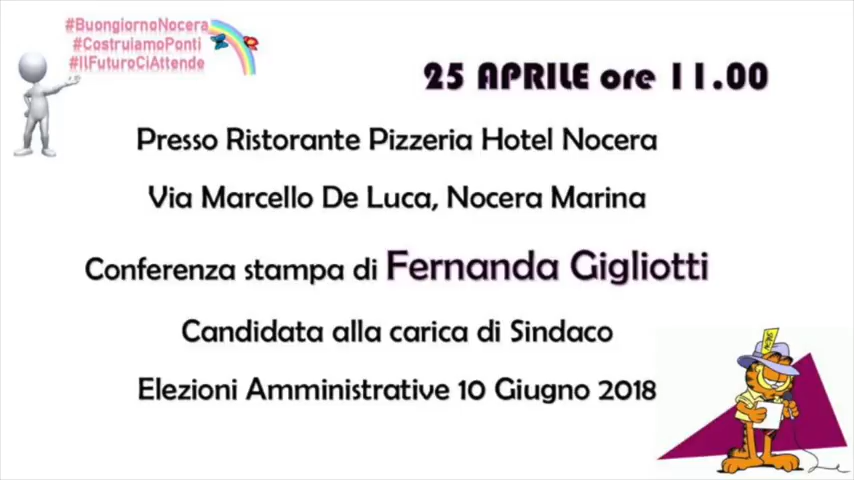 #BuongiornoNocera
#CostruiamoPonti
#IlFuturoCiAttende
25 APRILE ore 11.00
Presso Ristorante Pizzeria Hotel Nocera
Via Marcello De Luca, Nocera Marina
Conferenza stampa di Fernanda Gigliotti
Candidata alla carica di Sindaco
Elezioni Amministrative 10 Giugno 2018